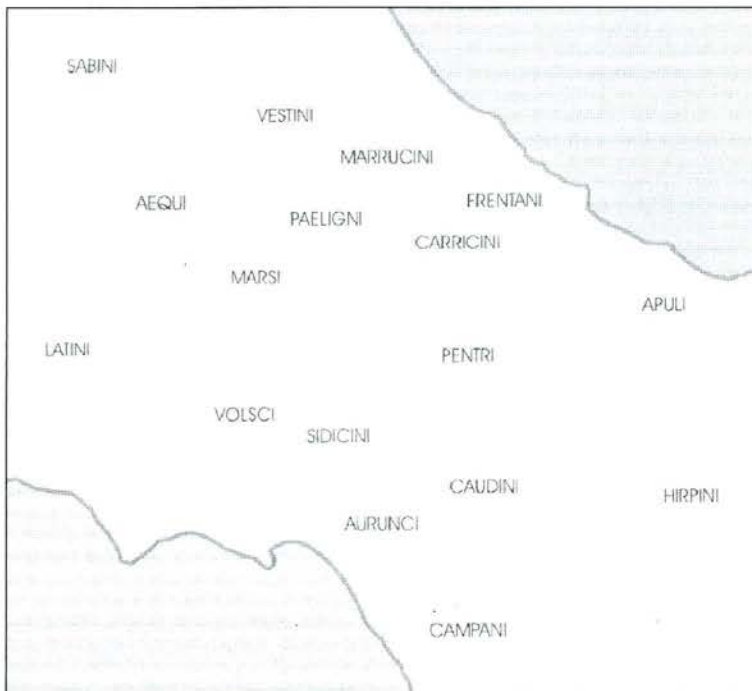 SABINI
VESTINI
MARRUCINI
AEQUI
FRENTANI
PAELIGNI
CARRICINI
MARSI
APULI
LATINI
PENTRI
VOLSCI
SIDICINI
CAUDINI
HIRPINI
AURUNCI
CAMPANI